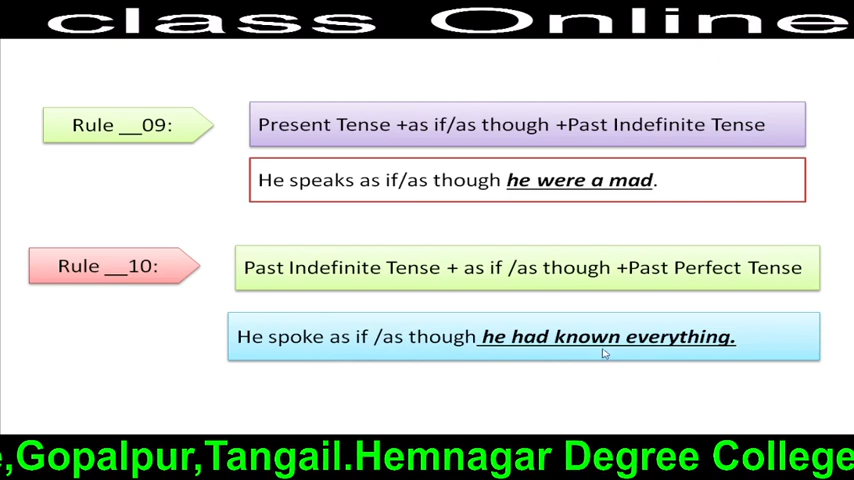 class Online
Rule __09:
Present Tense +as if/as though +Past Indefinite Tense
He speaks as if/as though he were a mad.
Rule __10:
Past Indefinite Tense + as if /as though +Past Perfect Tense
He spoke as if /as though he had known everything.
e,Gopalpur,Tangail.Hemnagar Degree College